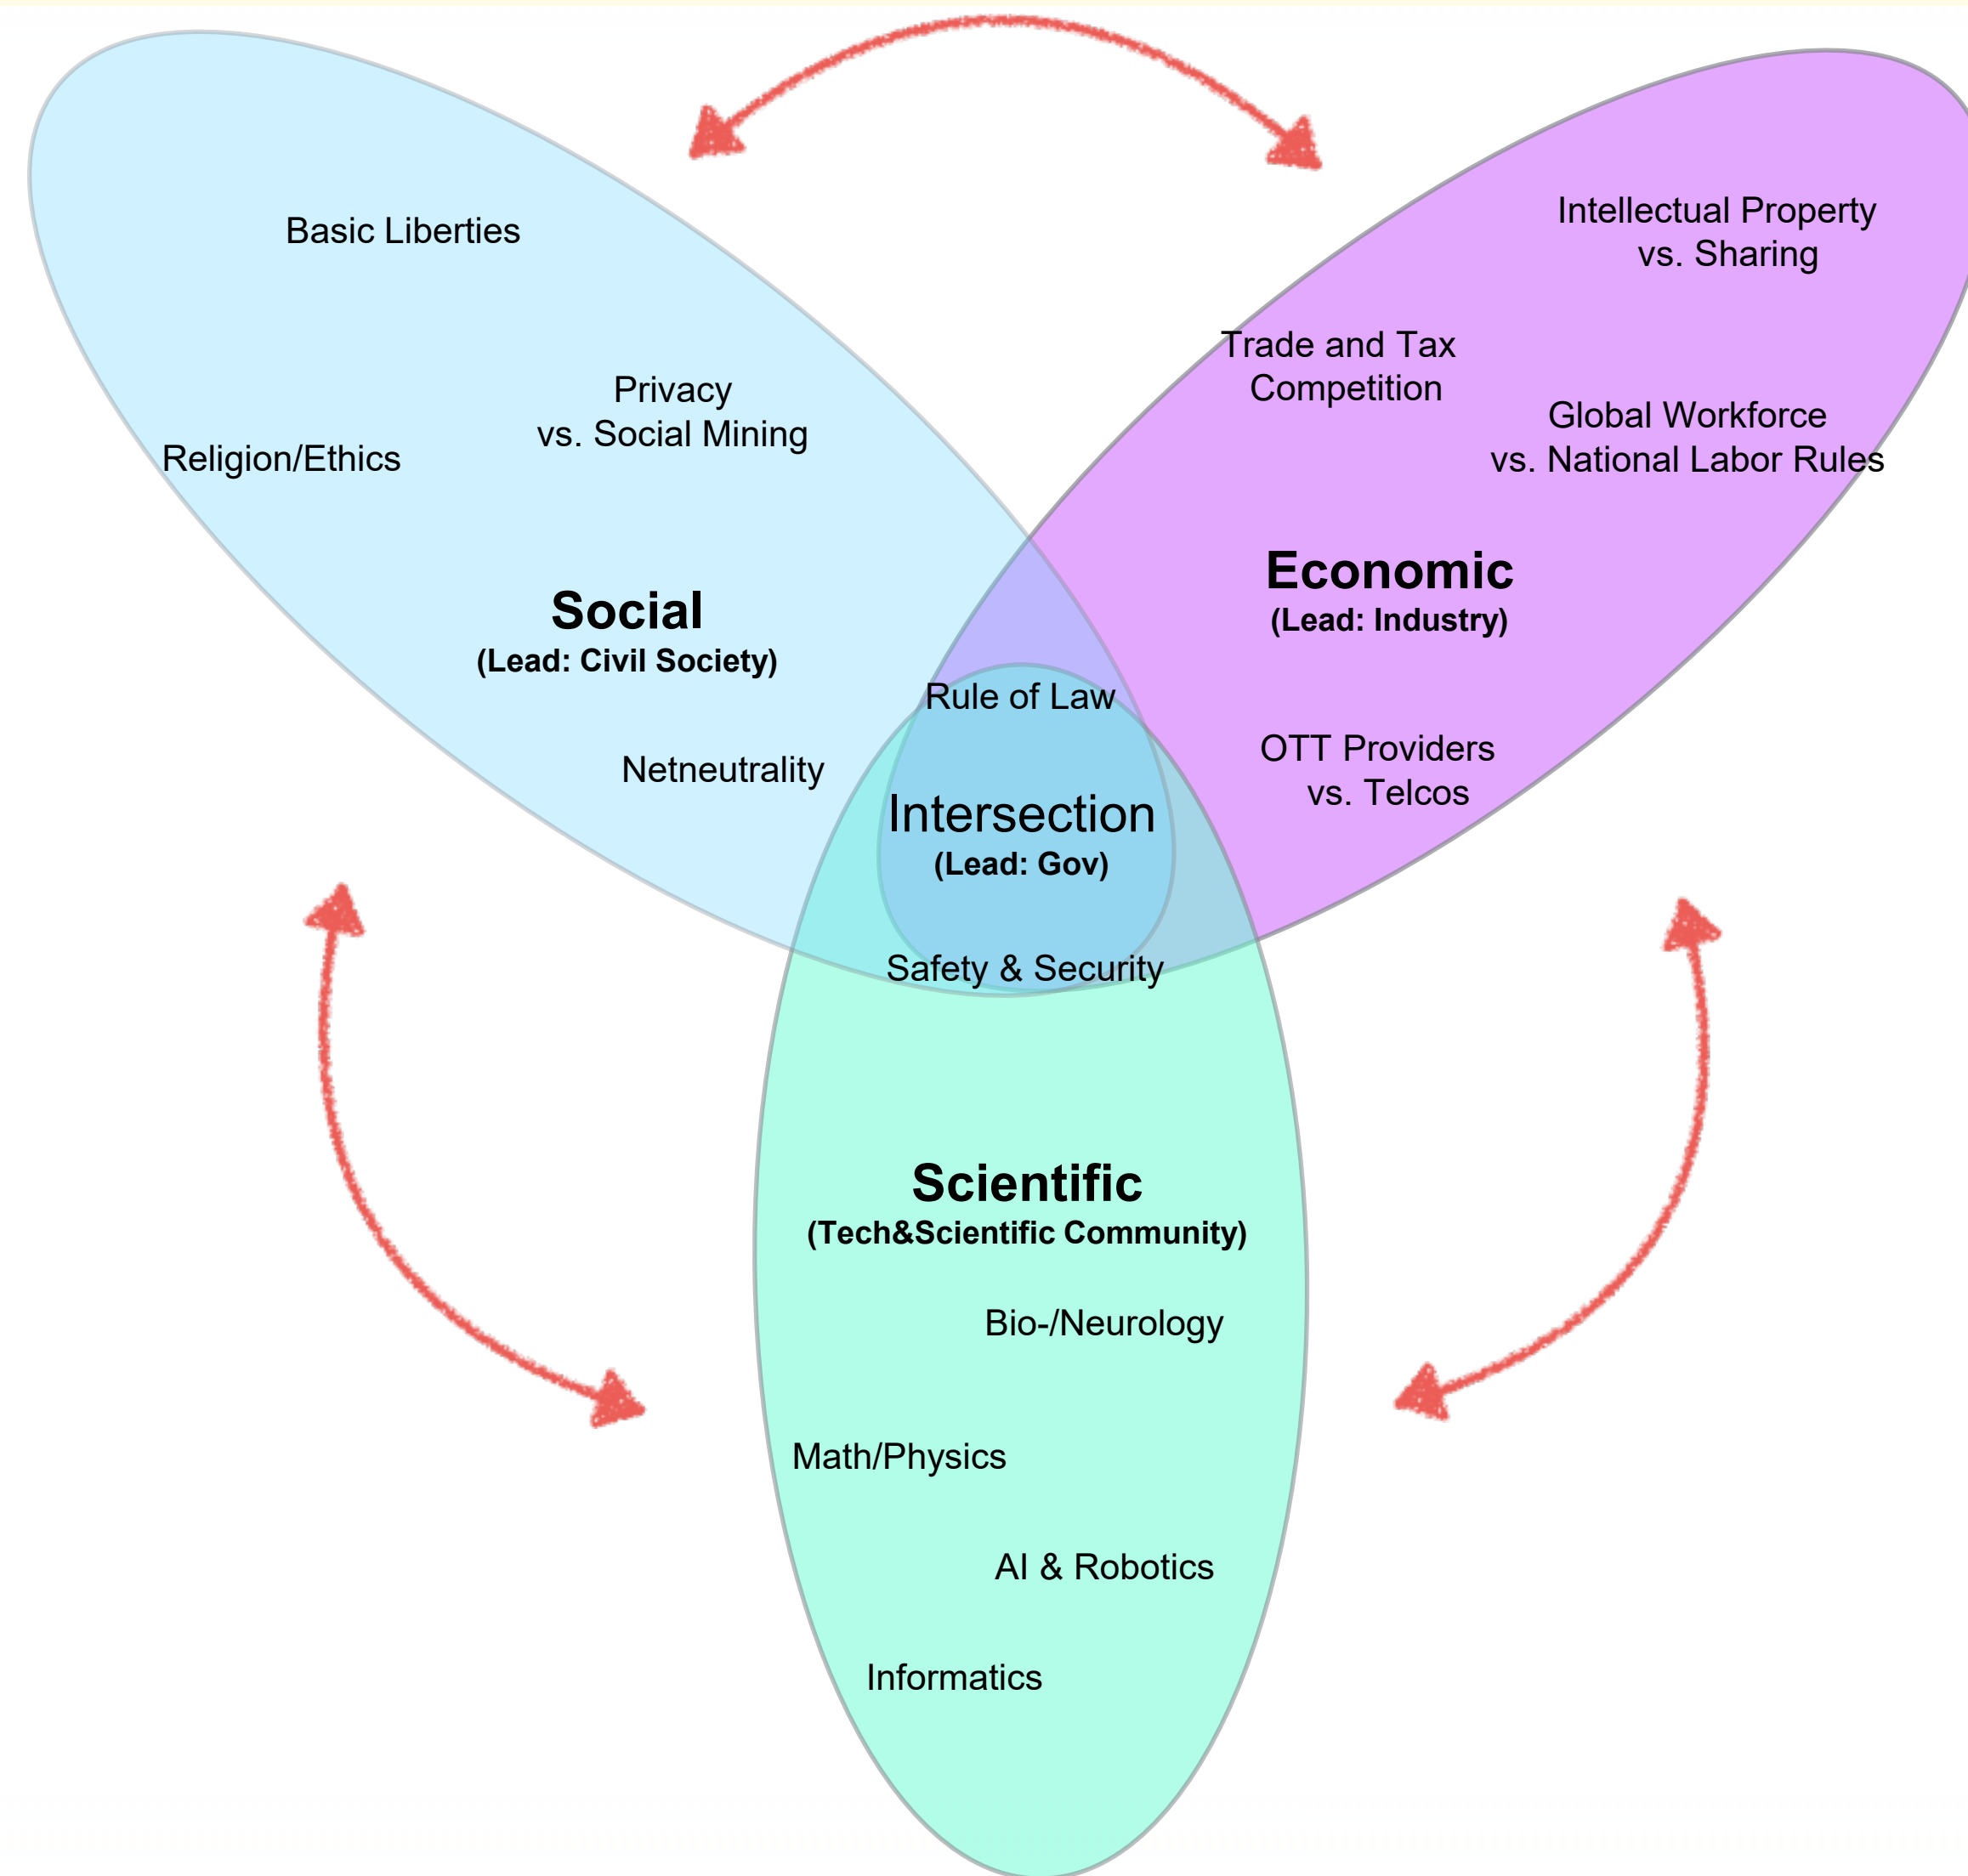 Basic Liberties
Privacy
vs. Social Mining
Religion/Ethics
Social
(Lead: Civil Society)
Netneutrality
Intellectual Property
vs. Sharing
Trade and Tax
Competition
Global Workforce
vs. National Labor Rules
Economic
(Lead: Industry)
OTT Providers
vs. Telcos
Rule of Law
Intersection
(Lead: Gov)
Safety & Security
Scientific
(Tech&Scientific Community)
Bio-/Neurology
Math/Physics
AI & Robotics
Informatics